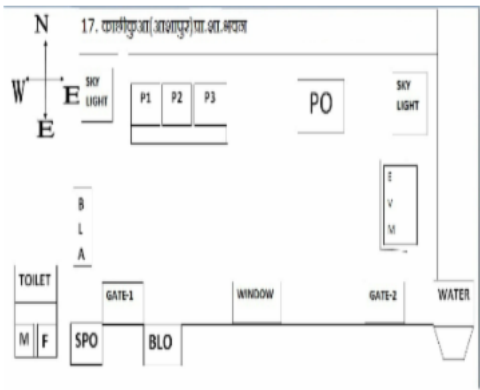 N
17. काछीकुआ(आशापुर)पा.शा.भवन
W E
E
SKY LIGHT
P1 P2 P3
PO
SKY LIGHT
E V M
B L A
TOILET
GATE-1
WINDOW
GATE-2
WATER
M F
SPO
BLO